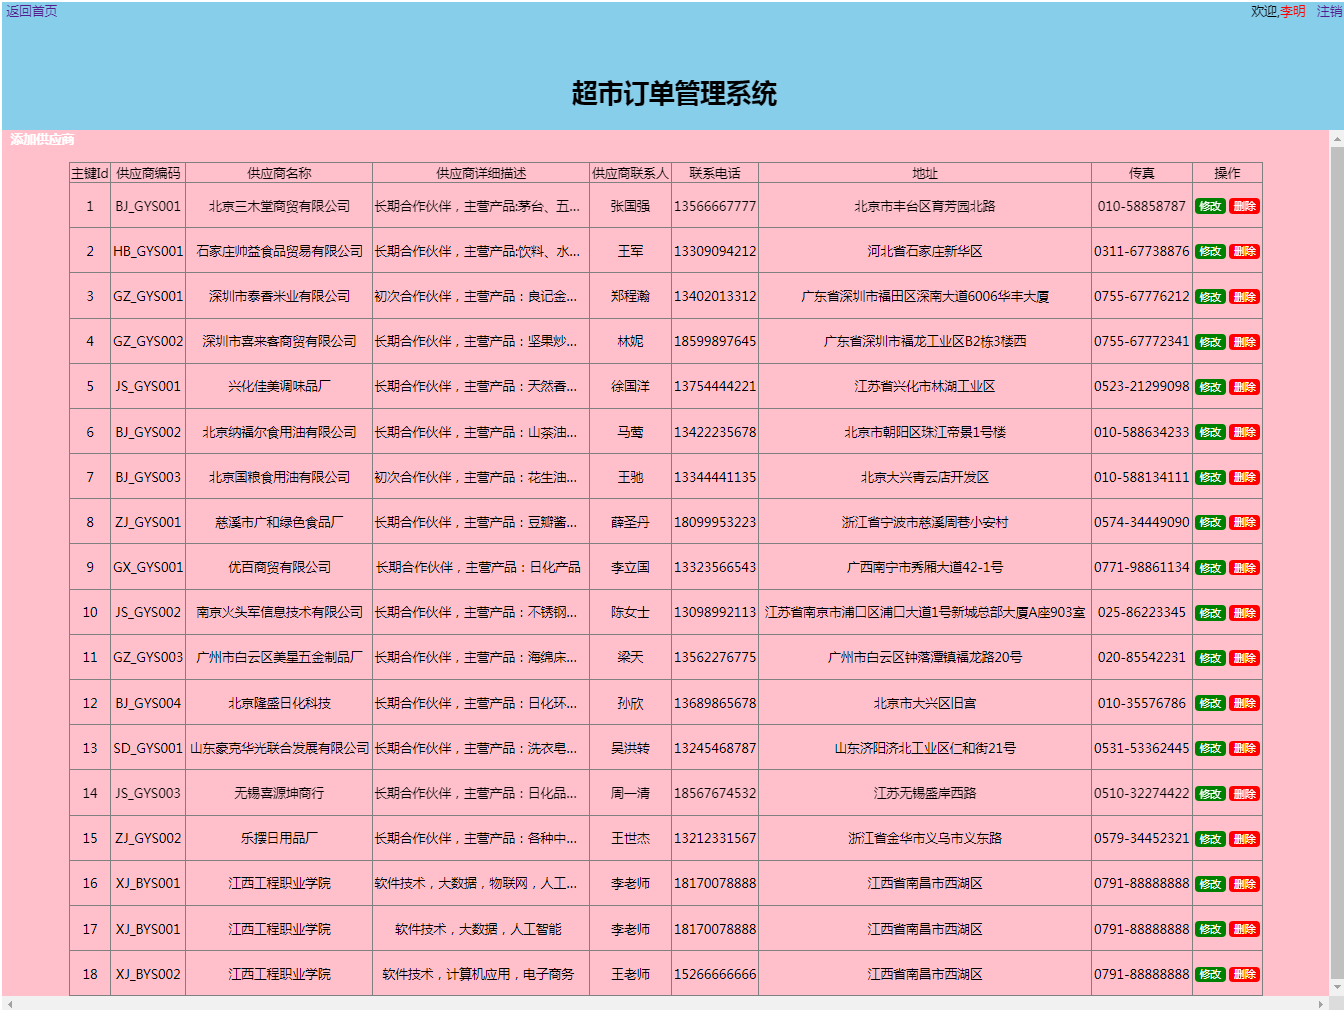 返回首页 欢迎,李明 注销
超市订单管理系统
添加供应商
主键Id 供应商编码 供应商名称 供应商详细描述 供应商联系人 联系电话 地址 传真 操作
1 BJ_GYS001 北京三木堂商贸有限公司 长期合作伙伴，主营产品:茅台、五... 张国强 13566667777 北京市丰台区育芳园北路 010-58858787 修改 删除
2 HB_GYS001 石家庄帅益食品贸易有限公司 长期合作伙伴，主营产品:饮料、水... 王军 13309094212 河北省石家庄新华区 0311-67738876 修改 删除
3 GZ_GYS001 深圳市泰香米业有限公司 初次合作伙伴，主营产品：良记金... 郑程瀚 13402013312 广东省深圳市福田区深南大道6006华丰大厦 0755-67776212 修改 删除
4 GZ_GYS002 深圳市喜来客商贸有限公司 长期合作伙伴，主营产品：坚果炒... 林妮 18599897645 广东省深圳市福龙工业区B2栋3楼西 0755-67772341 修改 删除
5 JS_GYS001 兴化佳美调味品厂 长期合作伙伴，主营产品：天然香... 徐国洋 13754444221 江苏省兴化市林湖工业区 0523-21299098 修改 删除
6 BJ_GYS002 北京纳福尔食用油有限公司 长期合作伙伴，主营产品：山茶油... 马莺 13422235678 北京市朝阳区珠江帝景1号楼 010-588634233 修改 删除
7 BJ_GYS003 北京国粮食用油有限公司 初次合作伙伴，主营产品：花生油... 王驰 13344441135 北京大兴青云店开发区 010-588134111 修改 删除
8 ZJ_GYS001 慈溪市广和绿色食品厂 长期合作伙伴，主营产品：豆瓣酱... 薛圣丹 18099953223 浙江省宁波市慈溪周巷小安村 0574-34449090 修改 删除
9 GX_GYS001 优百商贸有限公司 长期合作伙伴，主营产品：日化产品 李立国 13323566543 广西南宁市秀厢大道42-1号 0771-98861134 修改 删除
10 JS_GYS002 南京火头军信息技术有限公司 长期合作伙伴，主营产品：不锈钢... 陈女士 13098992113 江苏省南京市浦口区浦口大道1号新城总部大厦A座903室 025-86223345 修改 删除
11 GZ_GYS003 广州市白云区美星五金制品厂 长期合作伙伴，主营产品：海绵床... 梁天 13562276775 广州市白云区钟落潭镇福龙路20号 020-85542231 修改 删除
12 BJ_GYS004 北京隆盛日化科技 长期合作伙伴，主营产品：日化环... 孙欣 13689865678 北京市大兴区旧宫 010-35576786 修改 删除
13 SD_GYS001 山东豪克华光联合发展有限公司 长期合作伙伴，主营产品：洗衣皂... 吴洪转 13245468787 山东济阳济北工业区仁和街21号 0531-53362445 修改 删除
14 JS_GYS003 无锡喜源坤商行 长期合作伙伴，主营产品：日化品... 周一清 18567674532 江苏无锡盛岸西路 0510-32274422 修改 删除
15 ZJ_GYS002 乐摆日用品厂 长期合作伙伴，主营产品：各种中... 王世杰 13212331567 浙江省金华市义乌市义东路 0579-34452321 修改 删除
16 XJ_BYS001 江西工程职业学院 软件技术，大数据，物联网，人工... 李老师 18170078888 江西省南昌市西湖区 0791-88888888 修改 删除
17 XJ_BYS001 江西工程职业学院 软件技术，大数据，人工智能 李老师 18170078888 江西省南昌市西湖区 0791-88888888 修改 删除
18 XJ_BYS002 江西工程职业学院 软件技术，计算机应用，电子商务 王老师 15266666666 江西省南昌市西湖区 0791-88888888 修改 删除